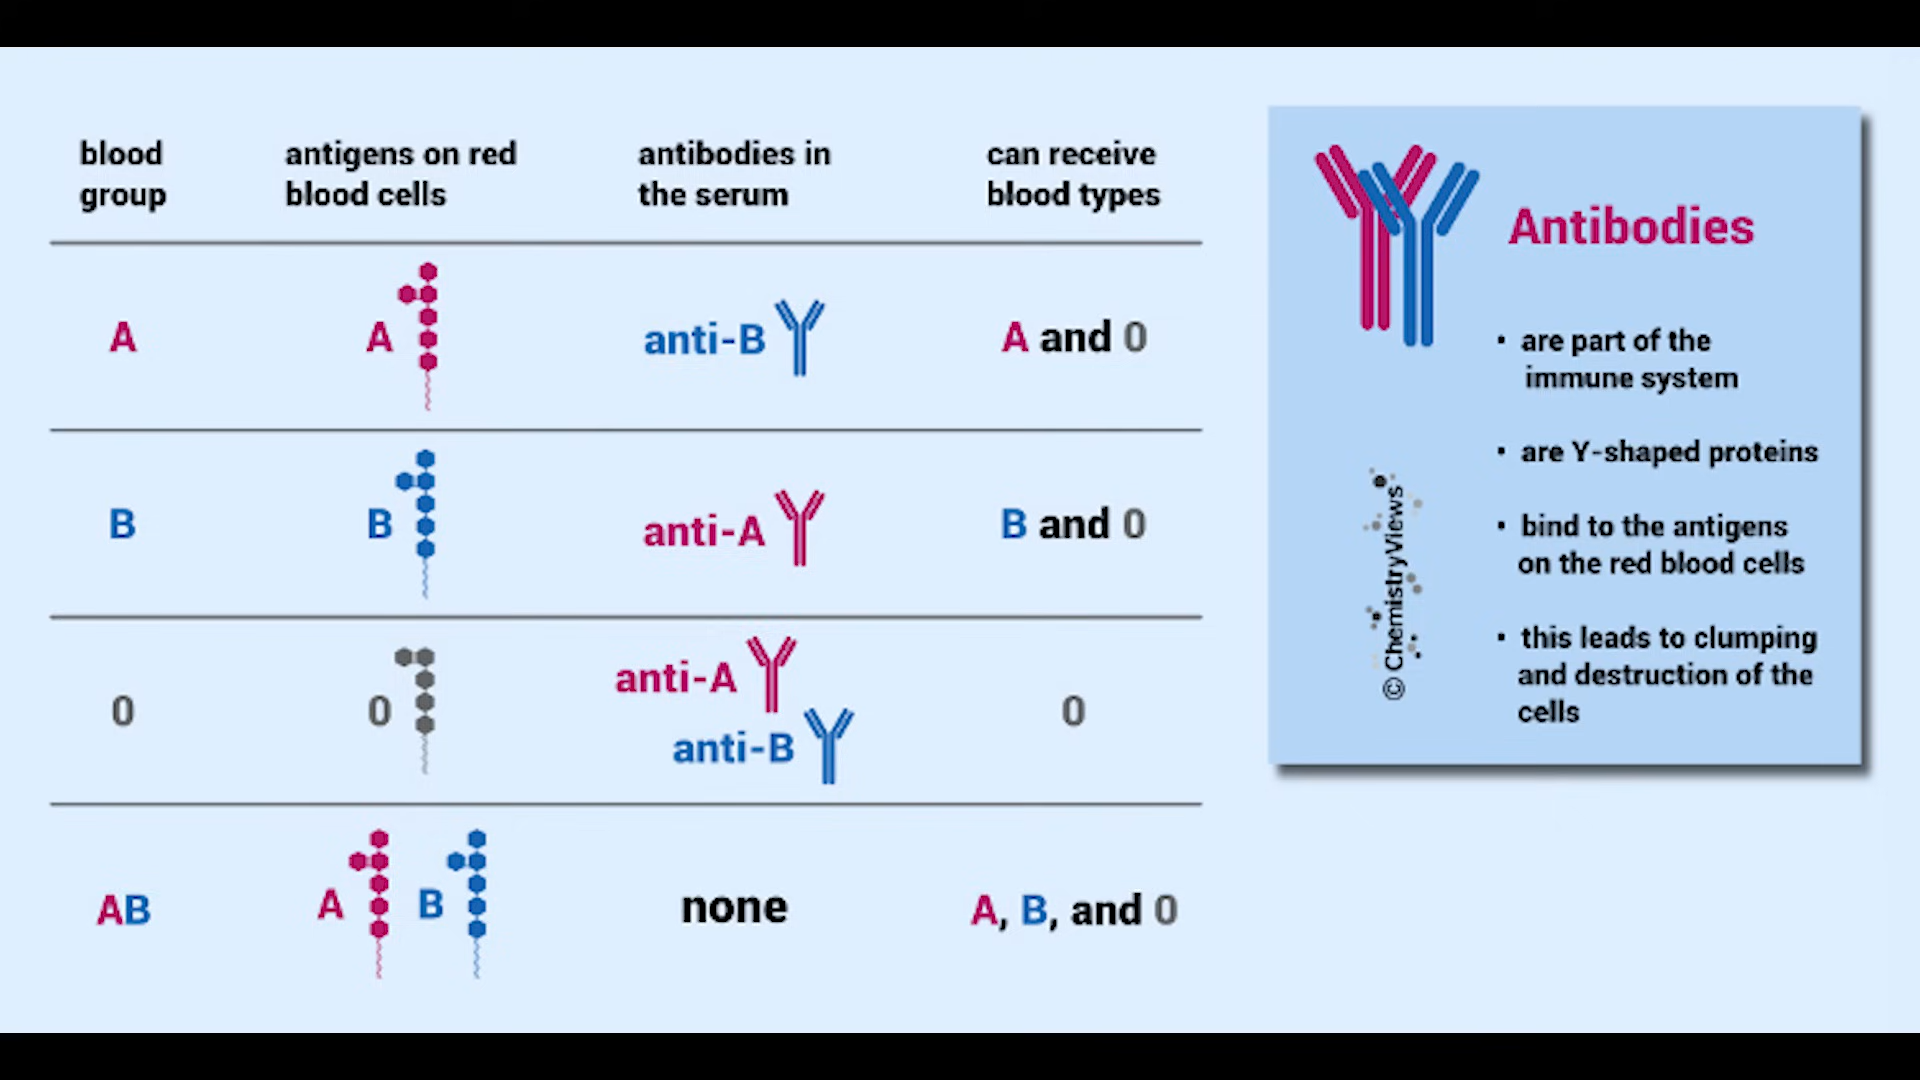 blood group
antigens on red blood cells
antibodies in the serum
can receive blood types
A
A
anti-B
A and 0
B
B
anti-A
B and 0
0
0
anti-A
anti-B
0
AB
A B
none
A, B, and 0
Antibodies
• are part of the
immune system
• are Y-shaped proteins
• bind to the antigens
on the red blood cells
• this leads to clumping
and destruction of the
cells
© ChemistryViews